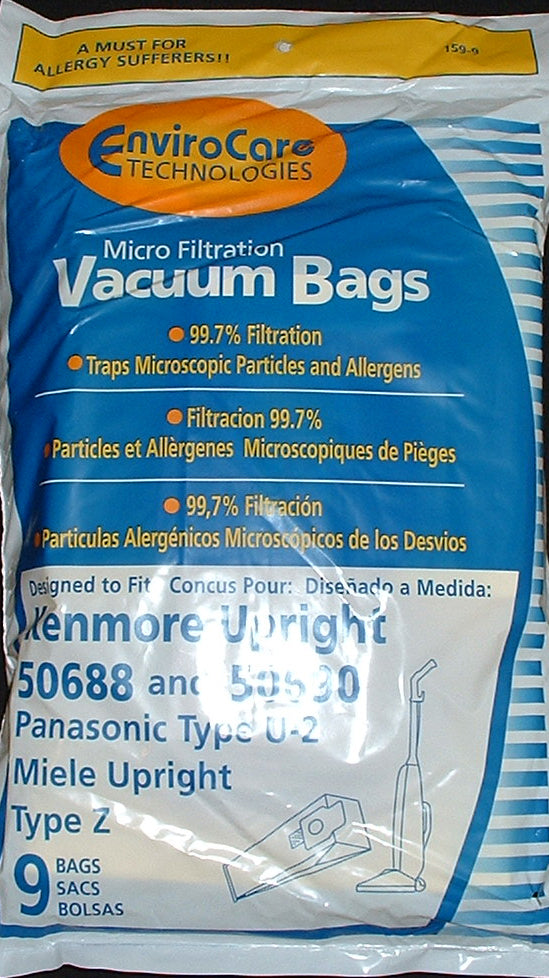 A MUST FOR
ALLERGY SUFFERERS!!
159-9
EnviroCare
TECHNOLOGIES
Micro Filtration
Vacuum Bags
99.7% Filtration
Traps Microscopic Particles and Allergens
Filtracion 99.7%
Particles et Allèrgenes Microscopiques de Pièges
99,7% Filtración
Particulas Alergénicos Microscópicos de los Desvios
Designed to Fit: Concus Pour: Diseñado a Medida:
Kenmore Upright
50688 and
Panasonic Type U-2
Miele Upright
Type Z
9 BAGS
SACS
BOLSAS